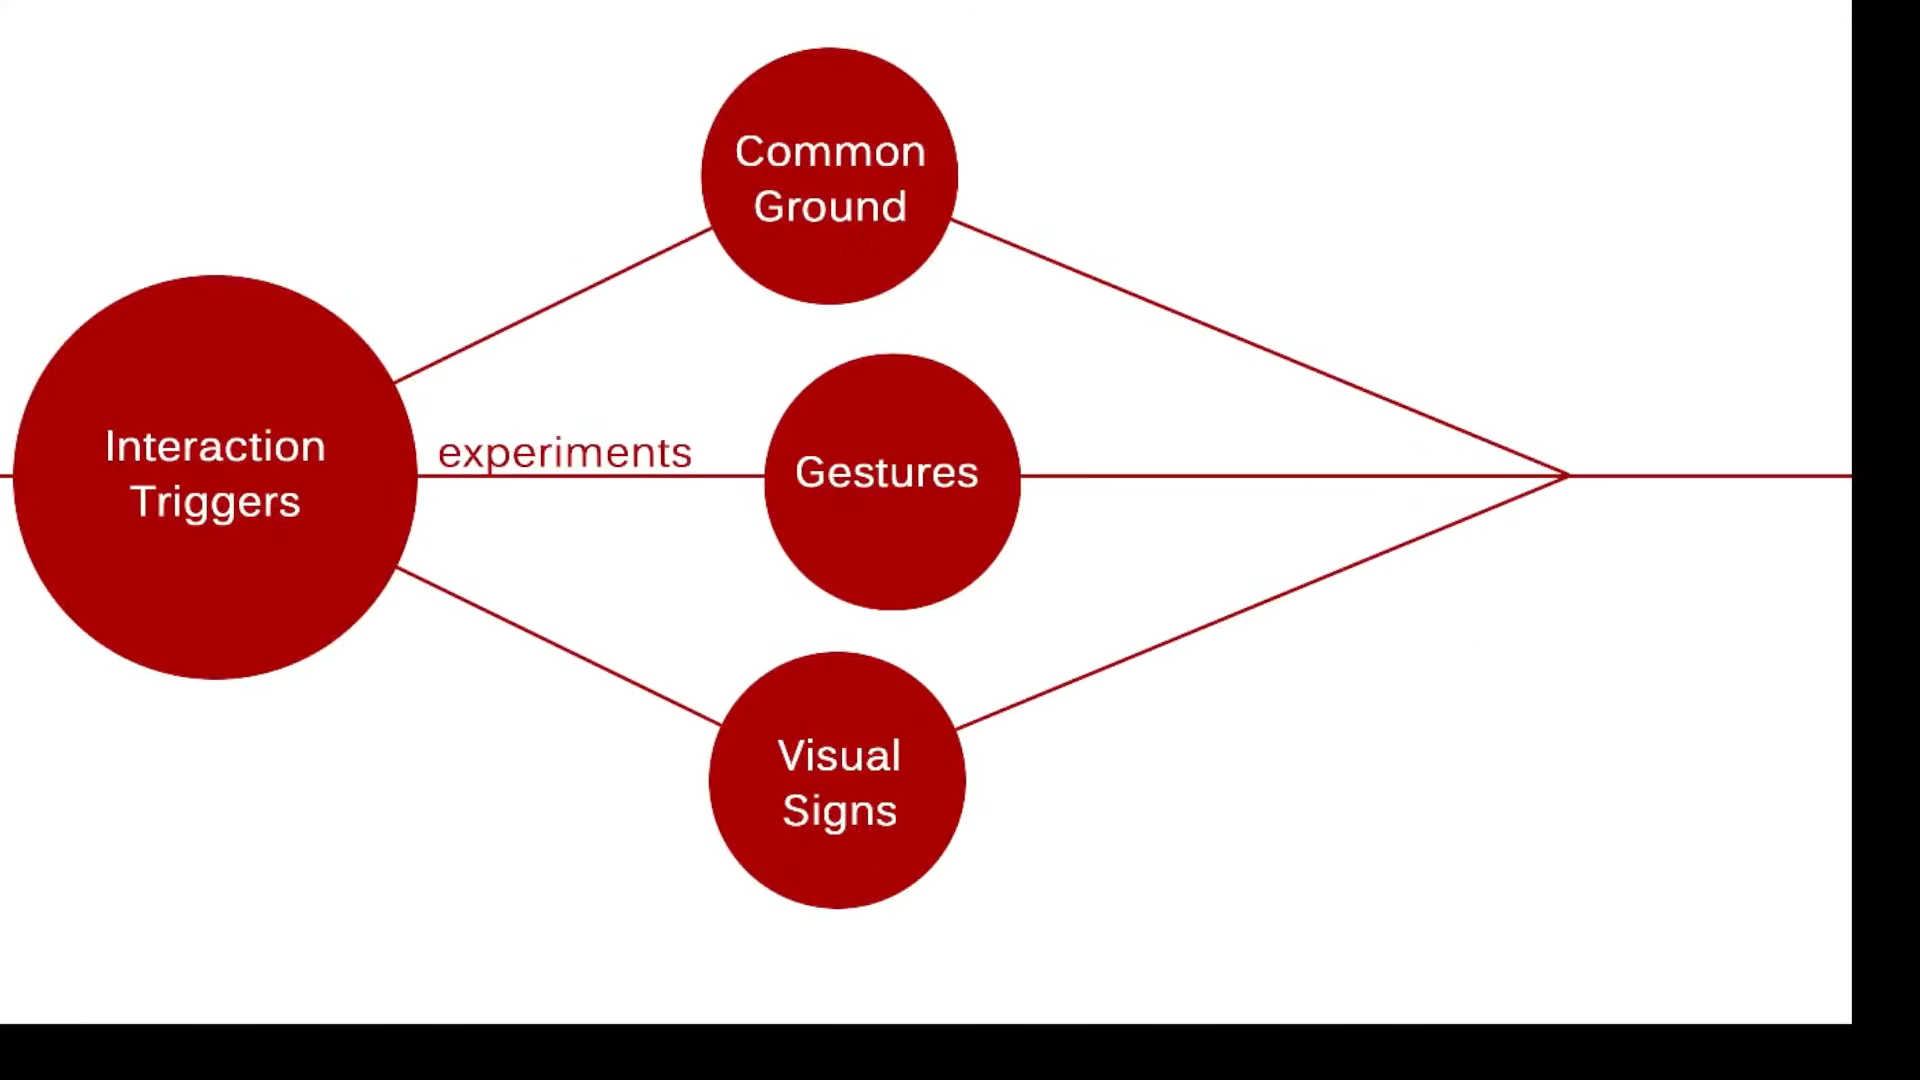 Common
Ground
Interaction
Triggers
experiments
Gestures
Visual
Signs